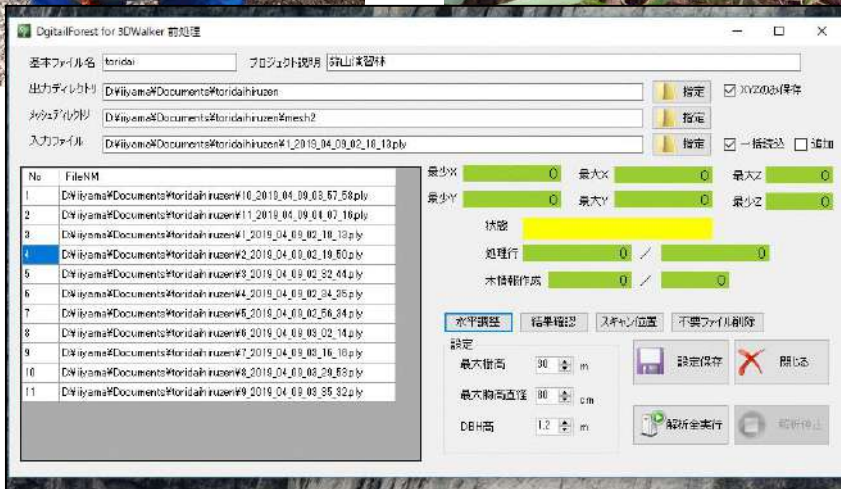 DgitailForest for 3DWalker 前処理
基本ファイル名 toridai プロジェクト説明 蒜山演習林
出力ディレクトリ D:¥iiyama¥Documents¥toridaihiruzen 指定 XYZのみ保存
メッシュディレクトリ D:¥iiyama¥Documents¥toridaihiruzen¥mesh2 指定
入力ファイル D:¥iiyama¥Documents¥toridaihiruzen¥1_2019_04_09_02_18_13.ply 指定 一括読込 追加
No FileNM
1 D:¥iiyama¥Documents¥toridaihiruzen¥10_2019_04_09_03_57_58.ply
2 D:¥iiyama¥Documents¥toridaihiruzen¥11_2019_04_09_04_07_16.ply
3 D:¥iiyama¥Documents¥toridaihiruzen¥1_2019_04_09_02_18_13.ply
4 D:¥iiyama¥Documents¥toridaihiruzen¥2_2019_04_09_02_19_50.ply
5 D:¥iiyama¥Documents¥toridaihiruzen¥3_2019_04_09_02_32_44.ply
6 D:¥iiyama¥Documents¥toridaihiruzen¥4_2019_04_09_02_34_35.ply
7 D:¥iiyama¥Documents¥toridaihiruzen¥5_2019_04_09_02_56_34.ply
8 D:¥iiyama¥Documents¥toridaihiruzen¥6_2019_04_09_03_02_14.ply
9 D:¥iiyama¥Documents¥toridaihiruzen¥7_2019_04_09_03_16_16.ply
10 D:¥iiyama¥Documents¥toridaihiruzen¥8_2019_04_09_03_29_53.ply
11 D:¥iiyama¥Documents¥toridaihiruzen¥9_2019_04_09_03_35_32.ply
最少X 0 最大X 0 最大Z 0
最少Y 0 最大Y 0 最少Z 0
状態
処理行 0 / 0
木情報作成 0 / 0
水平調整 結果確認 スキャン位置 不要ファイル削除
設定
最大樹高 30 m
最大胸高直径 80 cm
DBH高 1.2 m
設定保存 閉じる
解析全実行 解析停止